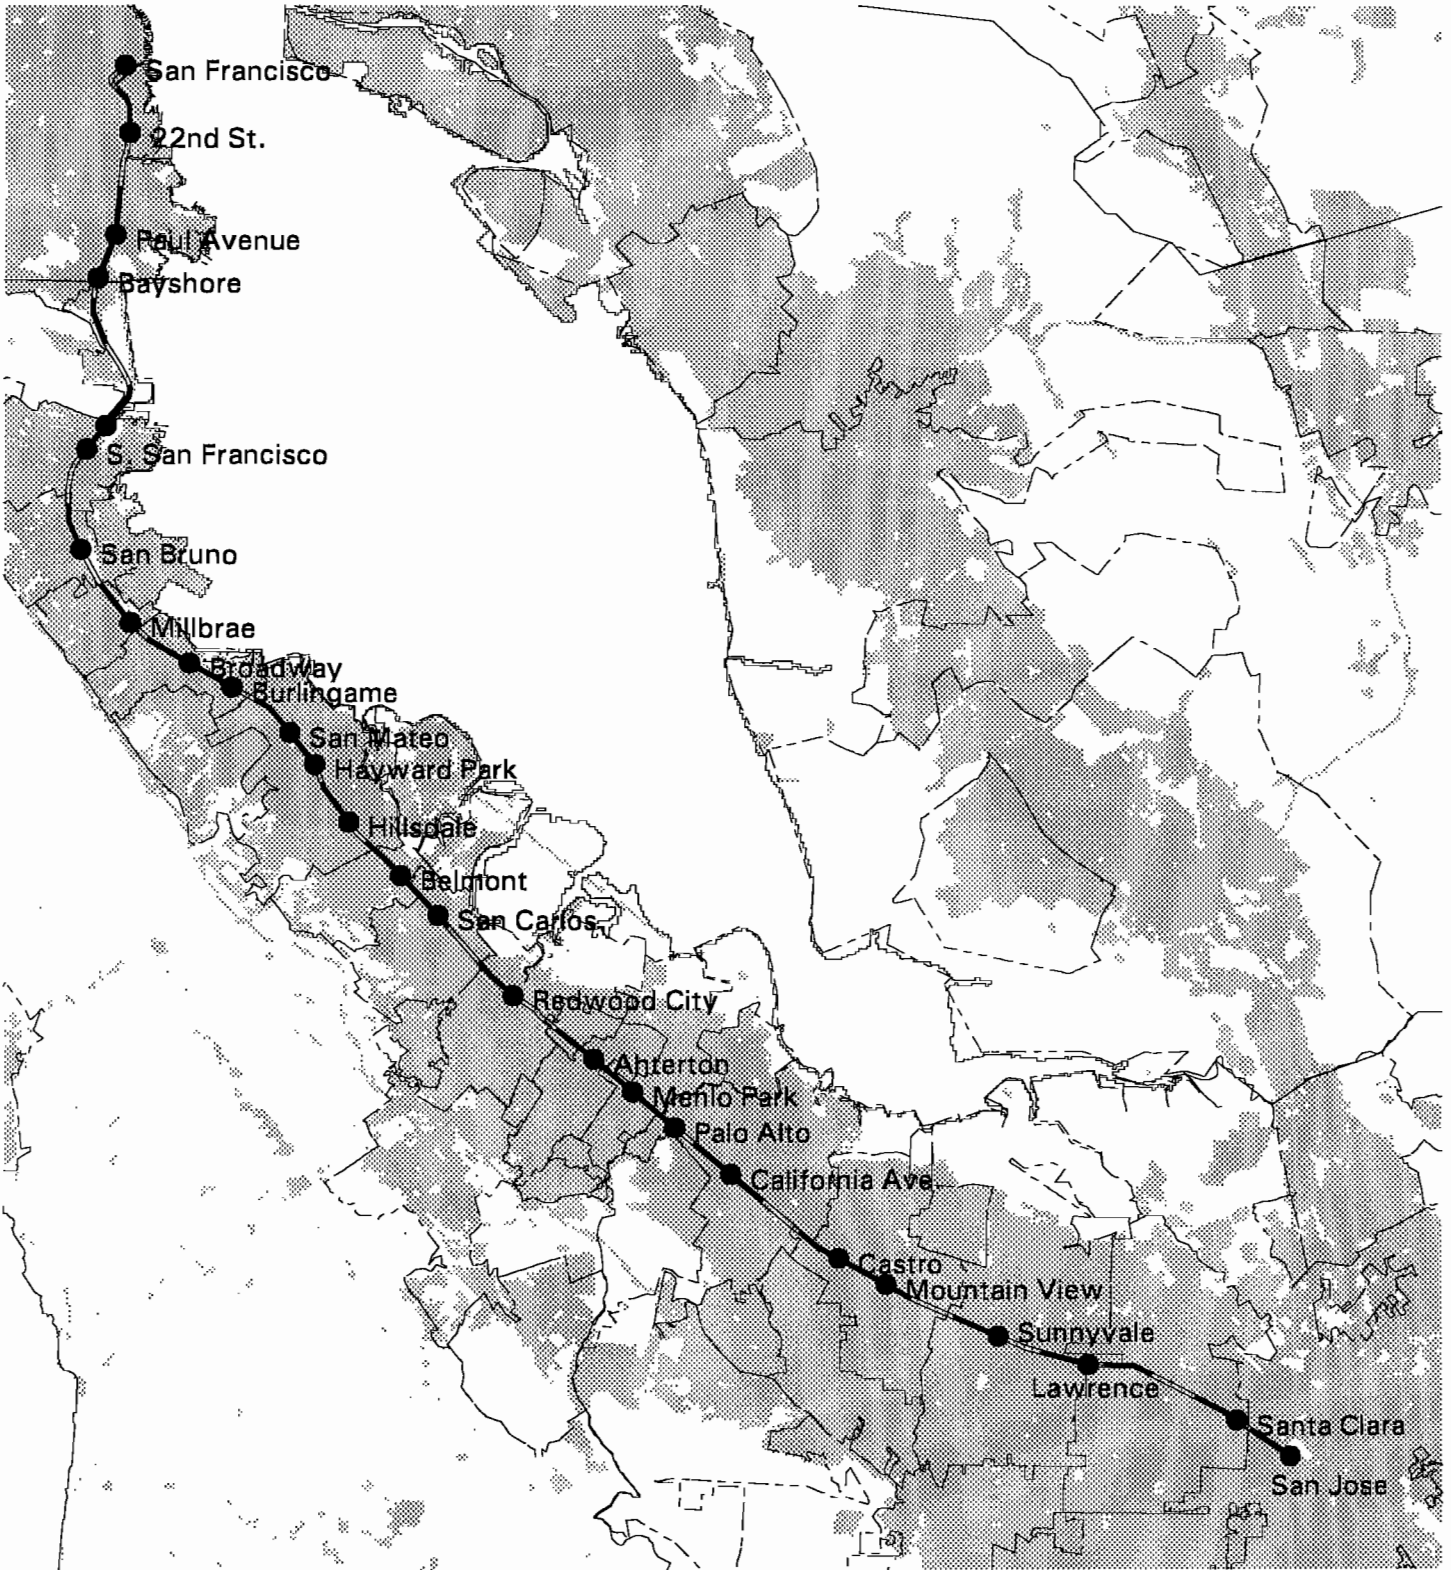 San Francisco
22nd St.
Paul Avenue
Bayshore
S. San Francisco
San Bruno
Millbrae
Broadway
Burlingame
San Mateo
Hayward Park
Hillsdale
Belmont
San Carlos
Redwood City
Ahterton
Menlo Park
Palo Alto
California Ave.
Castro
Mountain View
Sunnyvale
Lawrence
Santa Clara
San Jose